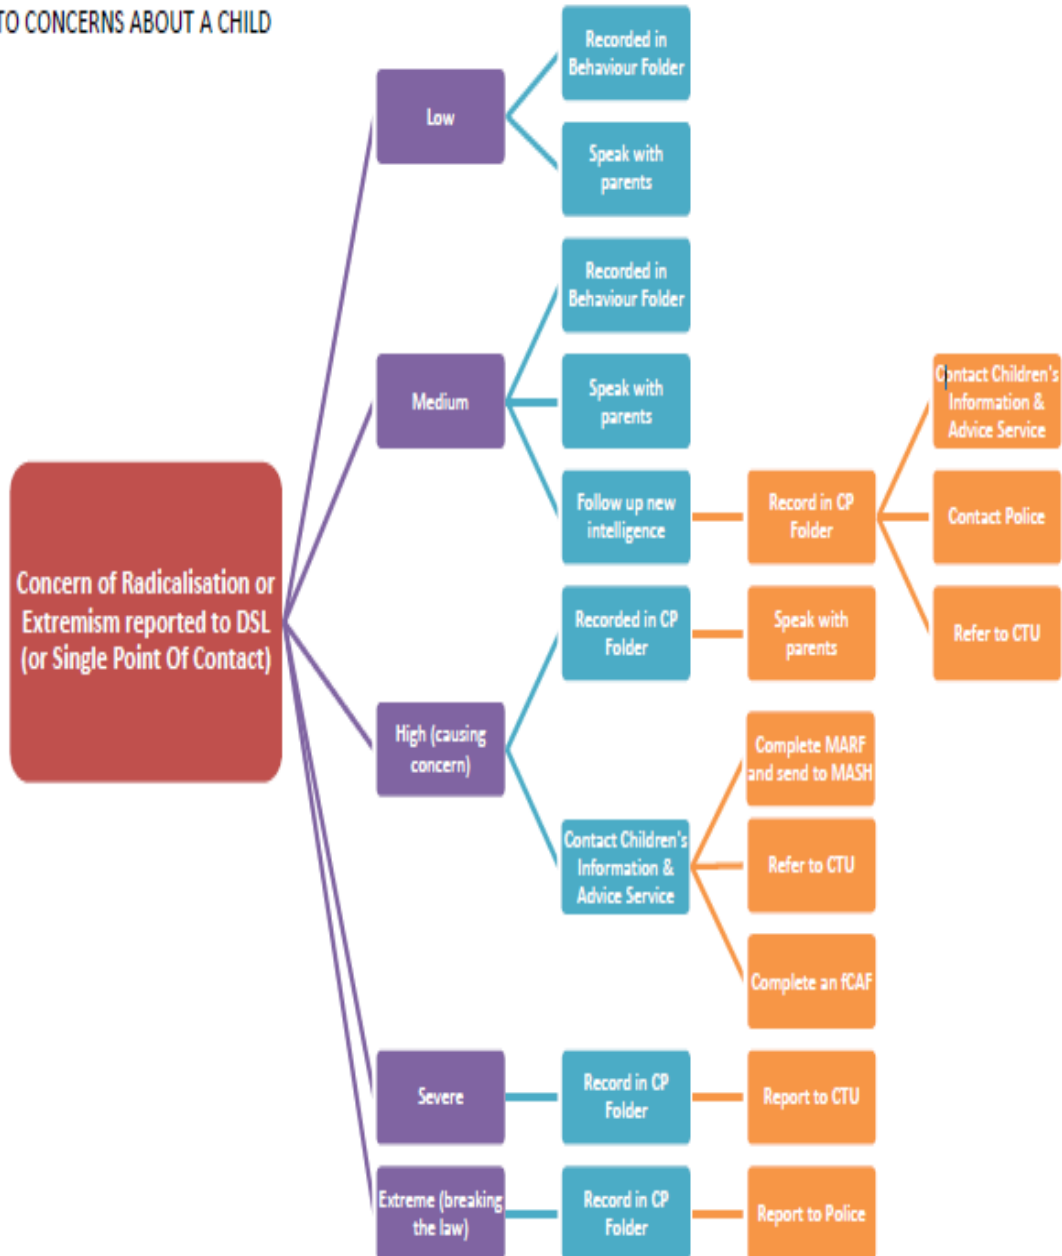 TO CONCERNS ABOUT A CHILD
Concern of Radicalisation or
Extremism reported to DSL
(or Single Point Of Contact)
Low
Recorded in
Behaviour Folder
Speak with
parents
Medium
Recorded in
Behaviour Folder
Speak with
parents
Follow up new
intelligence
Record in CP
Folder
Contact Children's
Information &
Advice Service
Contact Police
Refer to CTU
High (causing
concern)
Recorded in CP
Folder
Speak with
parents
Contact Children's
Information &
Advice Service
Complete MARF
and send to MASH
Refer to CTU
Complete an fCAF
Severe
Record in CP
Folder
Report to CTU
Extreme (breaking
the law)
Record in CP
Folder
Report to Police